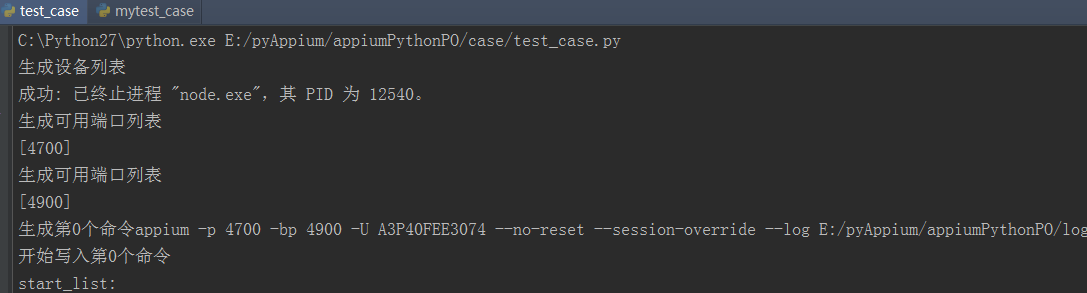 test_case mytest_case
C:\Python27\python.exe E:/pyAppium/appiumPythonPO/case/test_case.py
生成设备列表
成功: 已终止进程 "node.exe"，其 PID 为 12540。
生成可用端口列表
[4700]
生成可用端口列表
[4900]
生成第0个命令appium -p 4700 -bp 4900 -U A3P40FEE3074 --no-reset --session-override --log E:/pyAppium/appiumPythonPO/log
开始写入第0个命令
start_list: